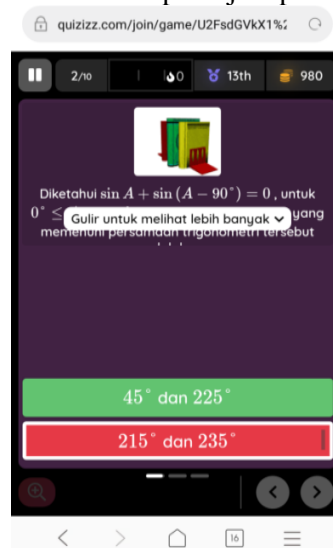 quizizz.com/join/game/U2FsdGVkX1%2
2/10
0
13th
980
Diketahui sin A + sin (A − 90°) = 0 , untuk
0° ≤
Gulir untuk melihat lebih banyak
yang
memenuhi persamaan trigonometri tersebut
45° dan 225°
215° dan 235°
16